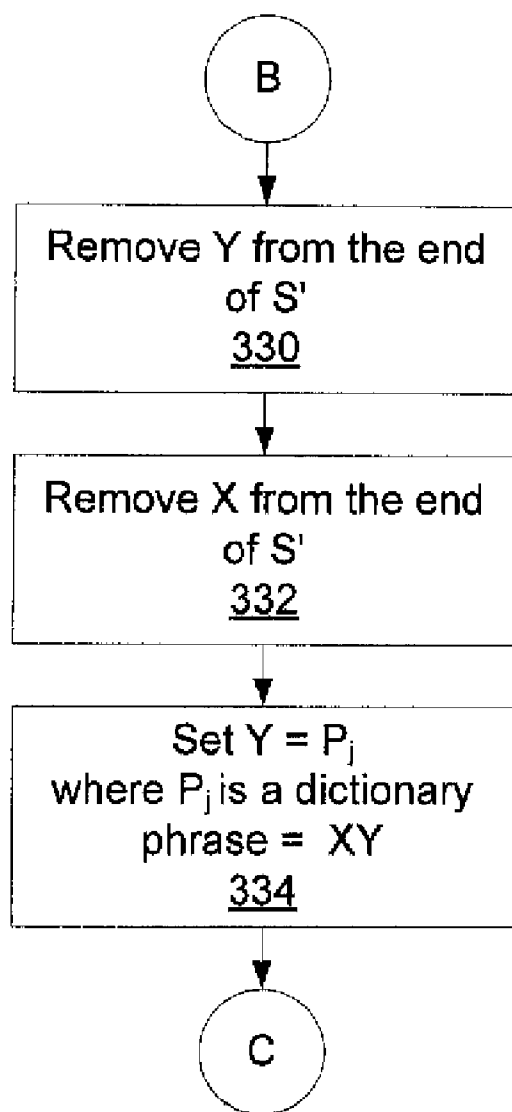 B
Remove Y from the end
of S'
330
Remove X from the end
of S'
332
Set Y = Pj
where Pj is a dictionary
phrase = XY
334
C